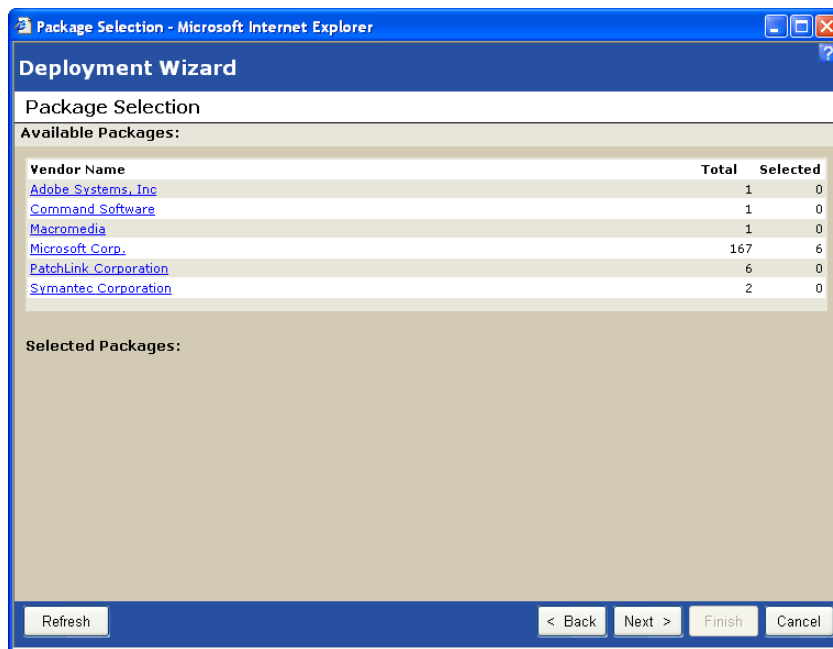 Package Selection - Microsoft Internet Explorer
?
Deployment Wizard
Package Selection
Available Packages:
Vendor Name Total Selected
Adobe Systems, Inc 1 0
Command Software 1 0
Macromedia 1 0
Microsoft Corp. 167 6
PatchLink Corporation 6 0
Symantec Corporation 2 0
Selected Packages:
Refresh < Back Next > Finish Cancel